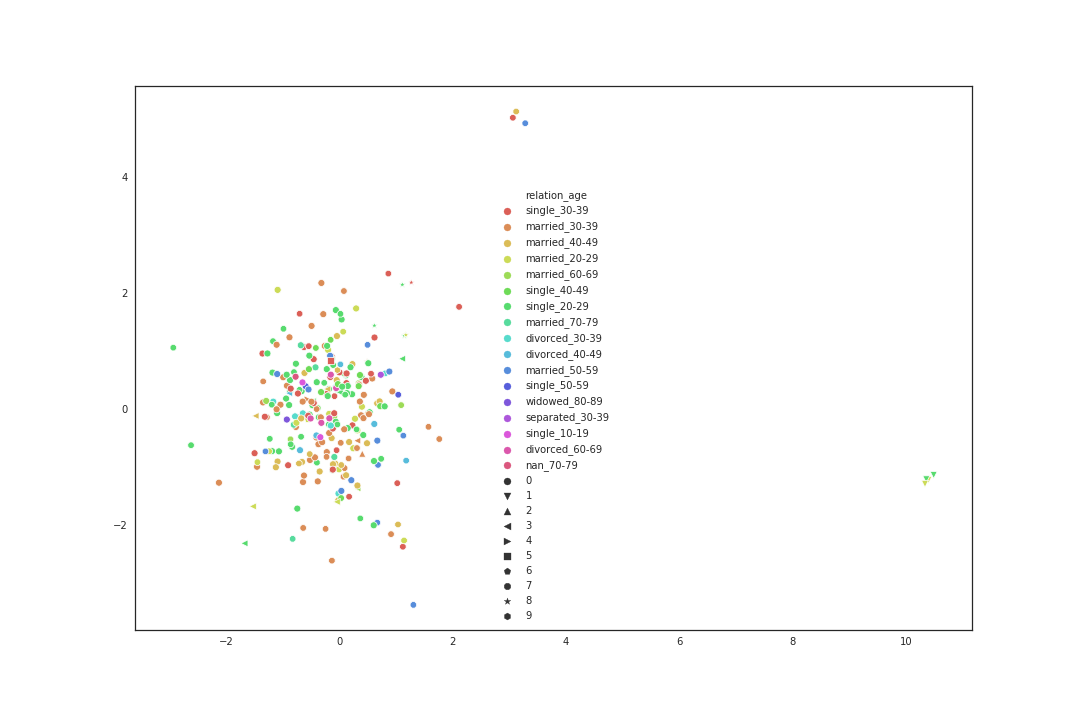 4
2
0
−2
−2
0
2
4
6
8
10
relation_age
single_30-39
married_30-39
married_40-49
married_20-29
married_60-69
single_40-49
single_20-29
married_70-79
divorced_30-39
divorced_40-49
married_50-59
single_50-59
widowed_80-89
separated_30-39
single_10-19
divorced_60-69
nan_70-79
0
1
2
3
4
5
6
7
8
9